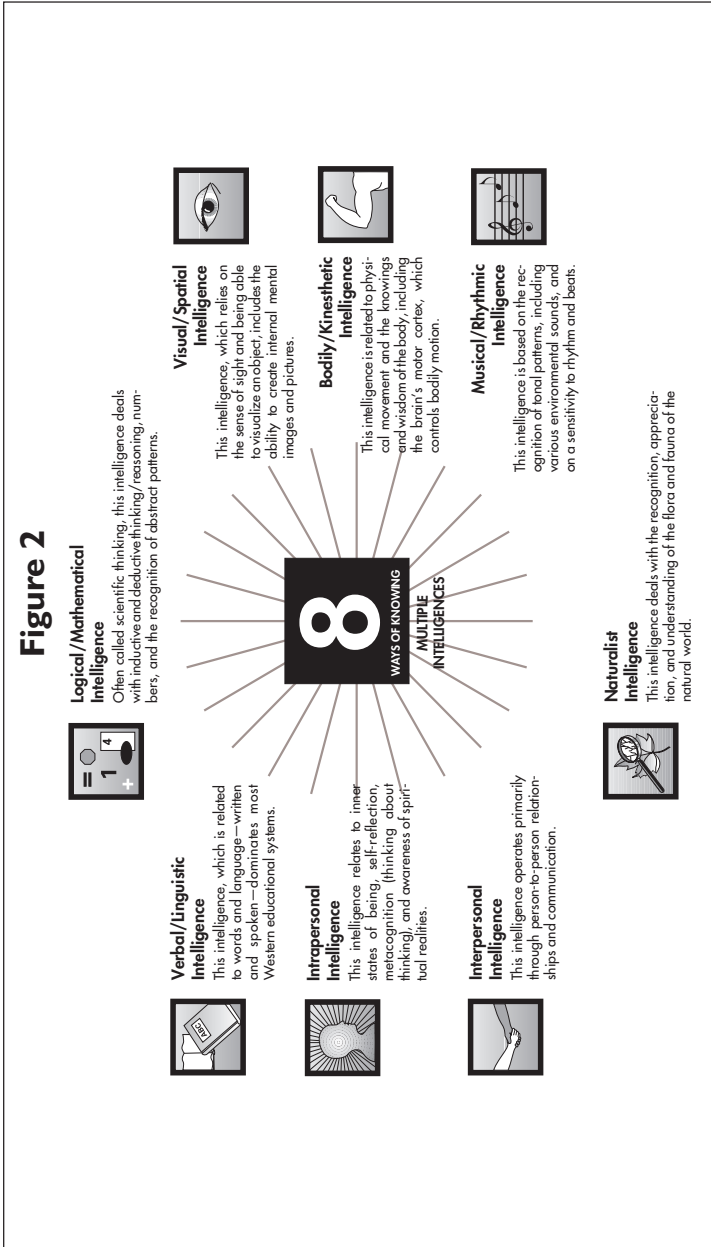 Figure 2
Logical/Mathematical
Intelligence
Often called scientific thinking, this intelligence deals
with inductive and deductive thinking/reasoning, num-
bers, and the recognition of abstract patterns.
=
1
4
+
Verbal/Linguistic
Intelligence
This intelligence, which is related
to words and language—written
and spoken—dominates most
Western educational systems.
ABC
Visual/Spatial
Intelligence
This intelligence, which relies on
the sense of sight and being able
to visualize an object, includes the
ability to create internal mental
images and pictures.
Intrapersonal
Intelligence
This intelligence relates to inner
states of being, self-reflection,
metacognition (thinking about
thinking), and awareness of spiri-
tual realities.
8
WAYS OF KNOWING
MULTIPLE
INTELLIGENCES
Bodily/Kinesthetic
Intelligence
This intelligence is related to physi-
cal movement and the knowings
and wisdom of the body, including
the brain's motor cortex, which
controls bodily motion.
Interpersonal
Intelligence
This intelligence operates primarily
through person-to-person relation-
ships and communication.
Musical/Rhythmic
Intelligence
This intelligence is based on the rec-
ognition of tonal patterns, including
various environmental sounds, and
on a sensitivity to rhythm and beats.
Naturalist
Intelligence
This intelligence deals with the recognition, apprecia-
tion, and understanding of the flora and fauna of the
natural world.